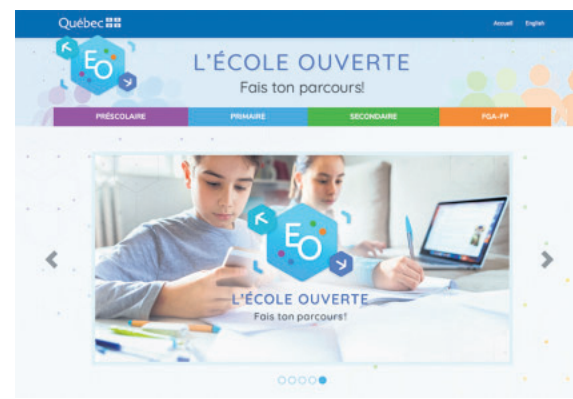 Québec
Accueil English
EO
L'ÉCOLE OUVERTE
Fais ton parcours!
PRÉSCOLAIRE PRIMAIRE SECONDAIRE FGA-FP
EO
L'ÉCOLE OUVERTE
Fais ton parcours!